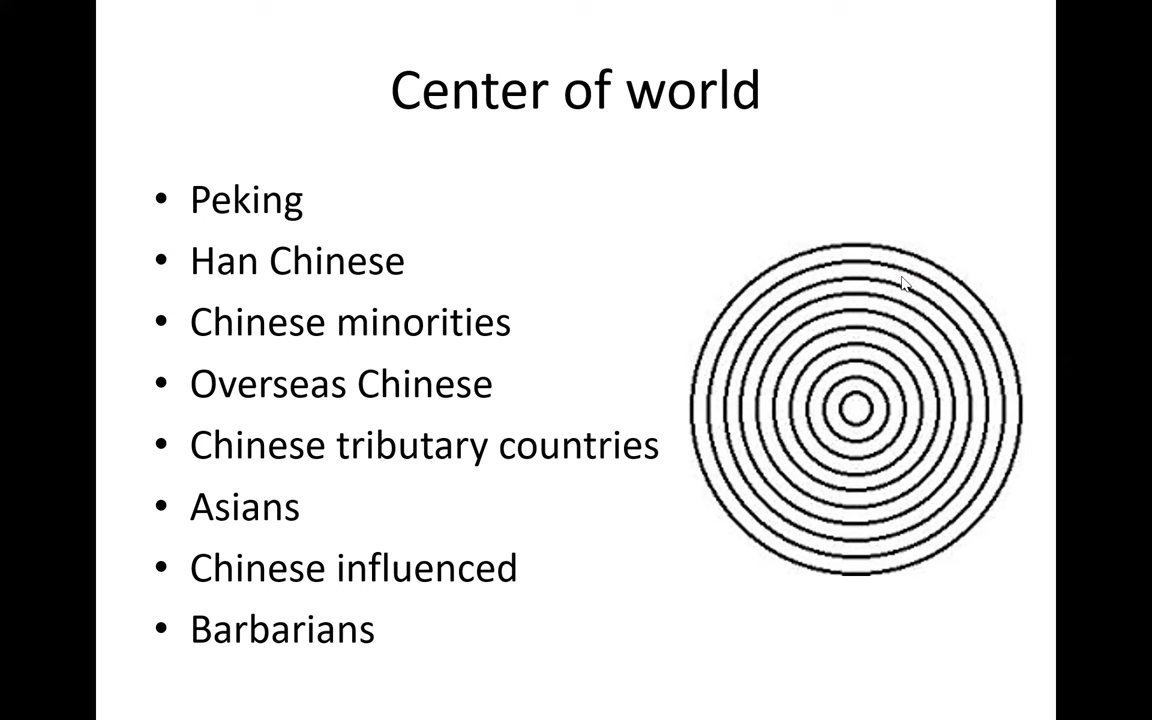 Center of world
• Peking
• Han Chinese
• Chinese minorities
• Overseas Chinese
• Chinese tributary countries
• Asians
• Chinese influenced
• Barbarians